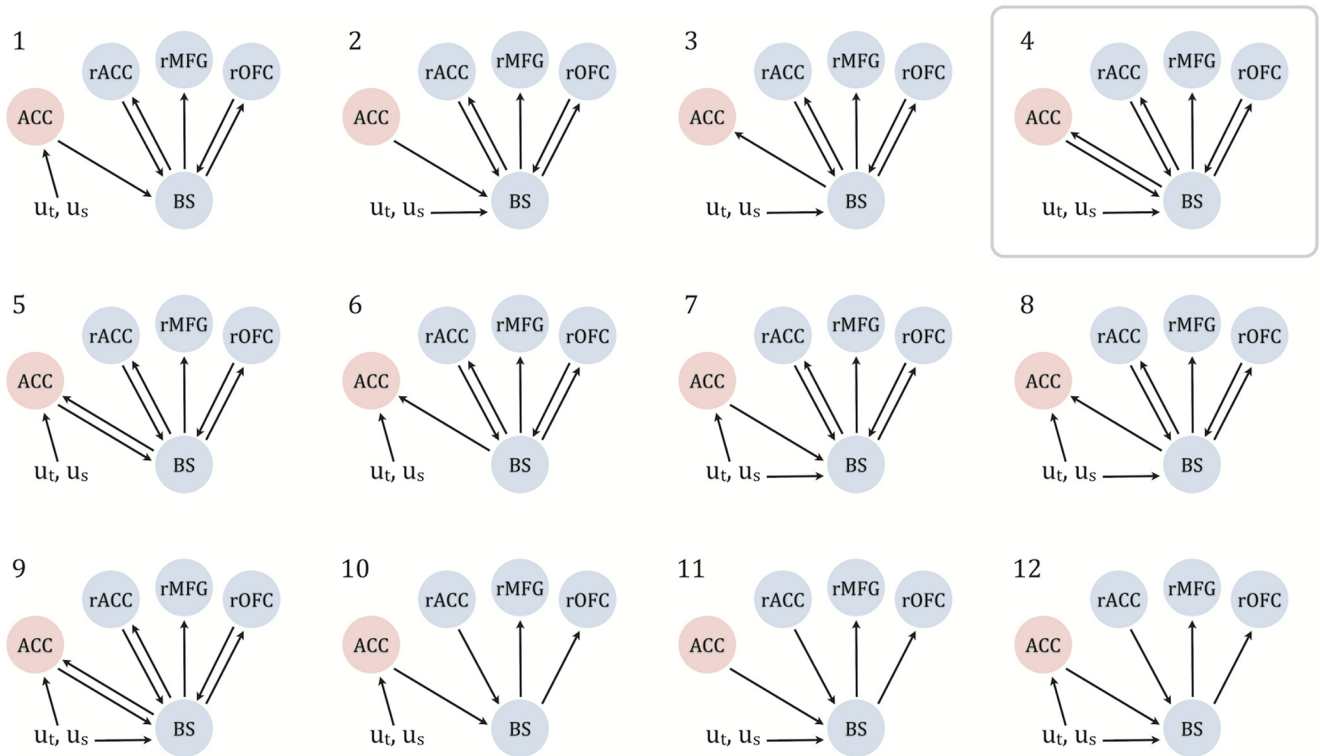 1 2 3 4
rACC rMFG rOFC rACC rMFG rOFC rACC rMFG rOFC rACC rMFG rOFC
ACC ACC ACC ACC
uₜ, uₛ BS uₜ, uₛ BS uₜ, uₛ BS uₜ, uₛ BS
5 6 7 8
rACC rMFG rOFC rACC rMFG rOFC rACC rMFG rOFC rACC rMFG rOFC
ACC ACC ACC ACC
uₜ, uₛ BS uₜ, uₛ BS uₜ, uₛ BS uₜ, uₛ BS
9 10 11 12
rACC rMFG rOFC rACC rMFG rOFC rACC rMFG rOFC rACC rMFG rOFC
ACC ACC ACC ACC
uₜ, uₛ BS uₜ, uₛ BS uₜ, uₛ BS uₜ, uₛ BS